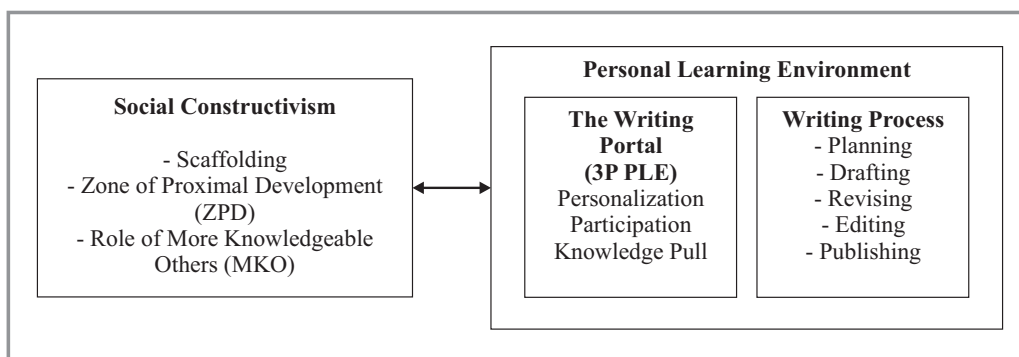 Social Constructivism
- Scaffolding
- Zone of Proximal Development
(ZPD)
- Role of More Knowledgeable
Others (MKO)
Personal Learning Environment
The Writing
Portal
(3P PLE)
Personalization
Participation
Knowledge Pull
Writing Process
- Planning
- Drafting
- Revising
- Editing
- Publishing